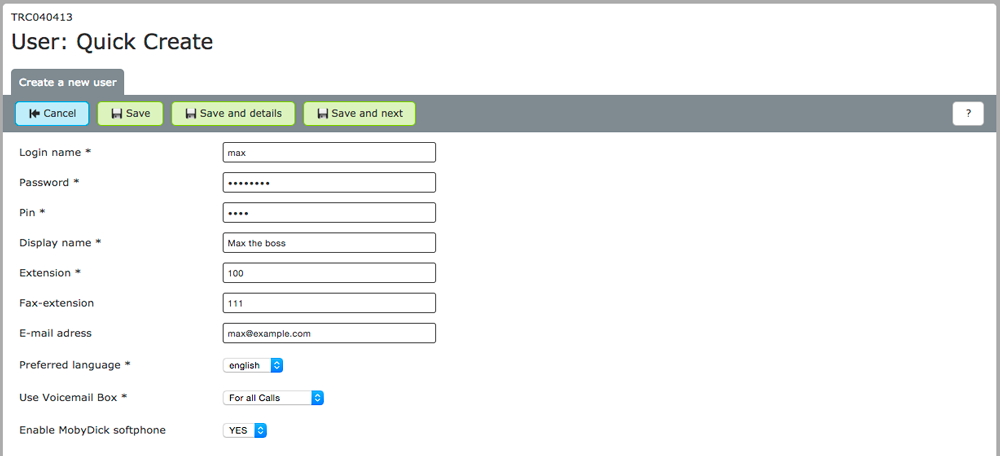 TRC040413
User: Quick Create
Create a new user
Cancel Save Save and details Save and next ?
Login name * max
Password * ••••••••
Pin * ••••
Display name * Max the boss
Extension * 100
Fax-extension 111
E-mail adress max@example.com
Preferred language * english
Use Voicemail Box * For all Calls
Enable MobyDick softphone YES